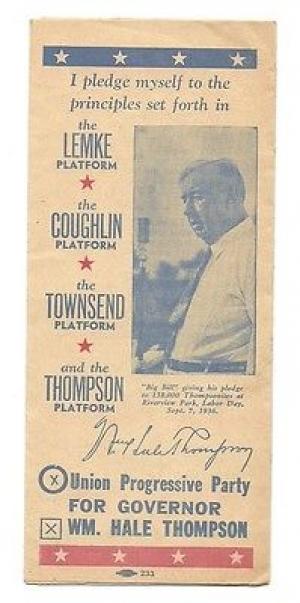 I pledge myself to the
principles set forth in
the
LEMKE
PLATFORM
the
COUGHLIN
PLATFORM
the
TOWNSEND
PLATFORM
and the
THOMPSON
PLATFORM
"Big Bill" giving his pledge
to 138,000 Thompsonites at
Riverview Park, Labor Day,
Sept. 7, 1936.
Wm Hale Thompson
Union Progressive Party
FOR GOVERNOR
WM. HALE THOMPSON
233